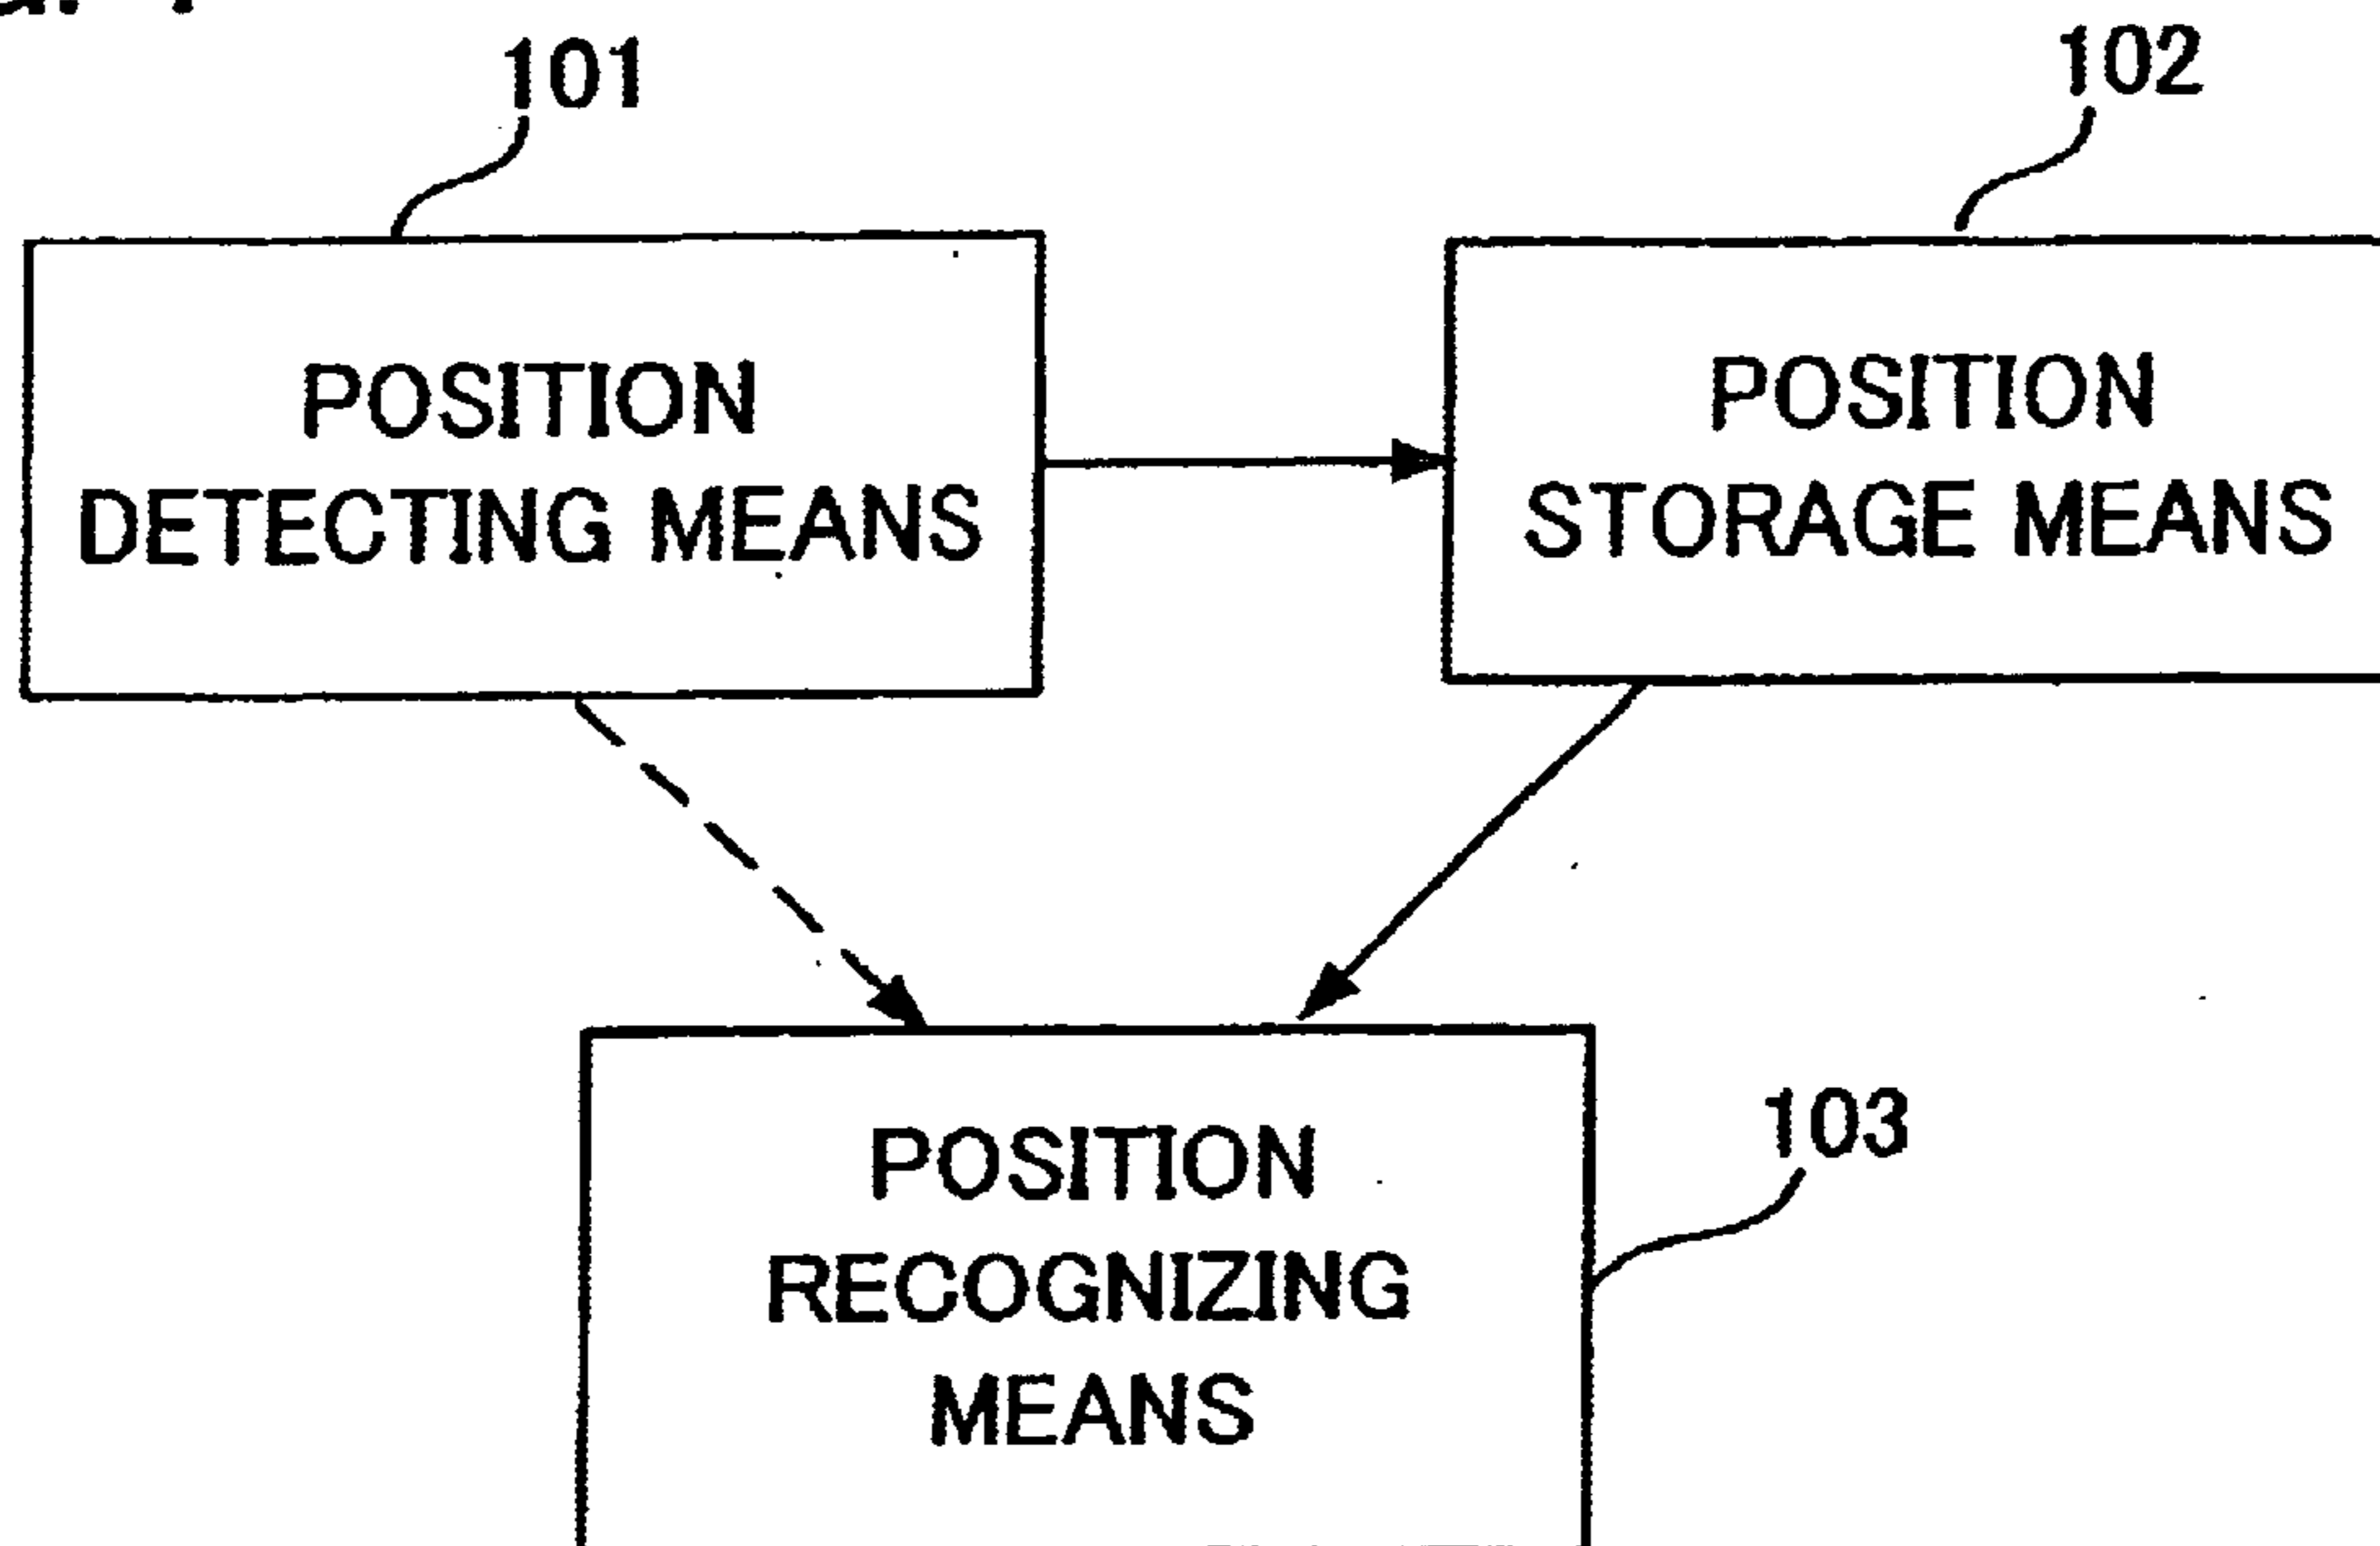 101
102
POSITION
DETECTING MEANS
POSITION
STORAGE MEANS
POSITION
RECOGNIZING
MEANS
103